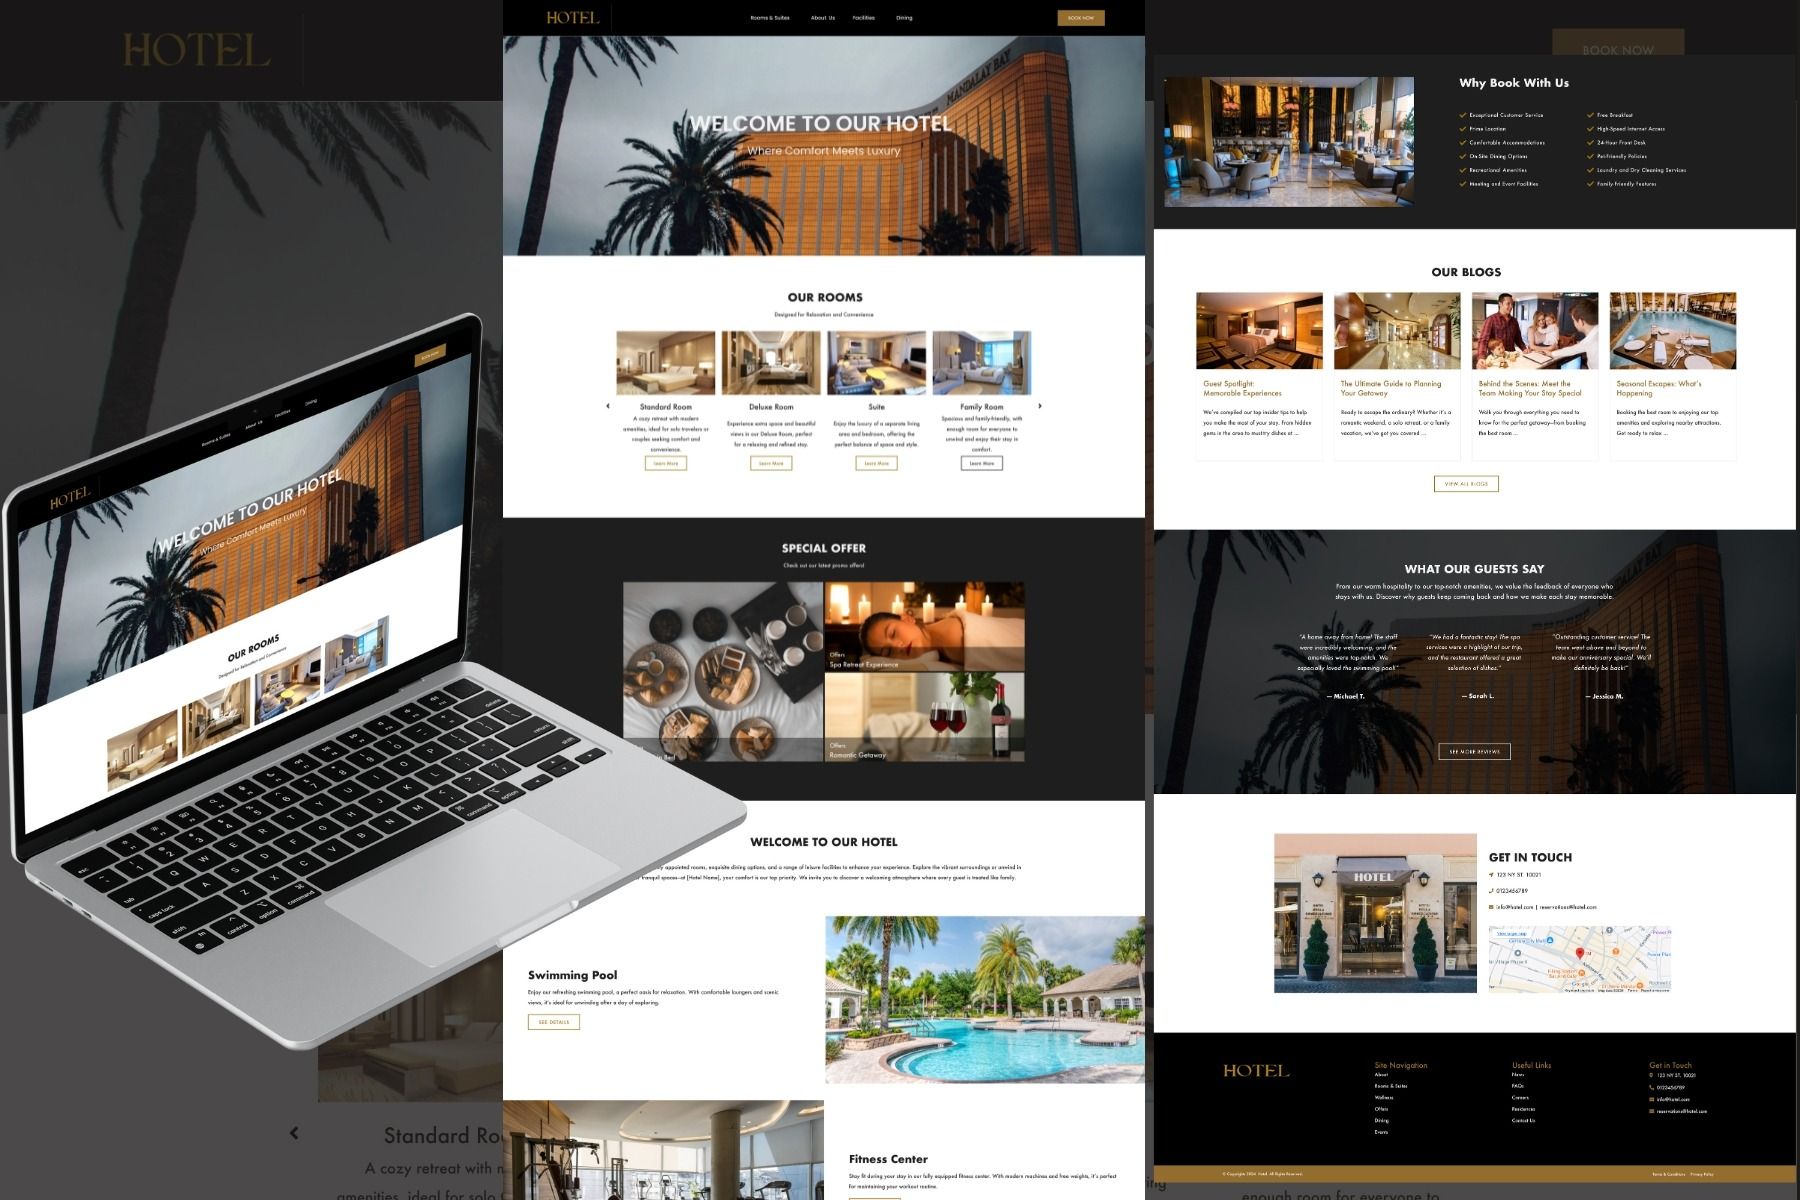 HOTEL
BOOK NOW
HOTEL
BOOK NOW
Rooms & Suites
About Us
Facilities
Dining
WELCOME TO OUR HOTEL
Where Comfort Meets Luxury
OUR ROOMS
Designed for Relaxation and Convenience
Standard Ro
A cozy retreat with m
amenities, ideal for solo t
ing
enough room for everyone to
HOTEL
Rooms & Suites
About Us
Facilities
Dining
BOOK NOW
MANDALAY BAY
WELCOME TO OUR HOTEL
Where Comfort Meets Luxury
OUR ROOMS
Designed for Relaxation and Convenience
Standard Room
A cozy retreat with modern
amenities, ideal for solo travelers or
couples seeking comfort and
convenience.
Learn More
Deluxe Room
Experience extra space and beautiful
views in our Deluxe Room, perfect
for a relaxing and refined stay.
Learn More
Suite
Enjoy the luxury of a separate living
area and bedroom, offering the
perfect balance of space and style.
Learn More
Family Room
Spacious and family-friendly, with
enough room for everyone to
unwind and enjoy their stay in
comfort.
Learn More
SPECIAL OFFER
Check out our latest promo offers!
Offers
Spa Retreat Experience
Offers
Romantic Getaway
WELCOME TO OUR HOTEL
appointed rooms, exquisite dining options, and a range of leisure facilities to enhance your experience. Explore the vibrant surroundings or unwind in
tranquil spaces—at [Hotel Name], your comfort is our top priority. We invite you to discover a welcoming atmosphere where every guest is treated like family.
Swimming Pool
Enjoy our refreshing swimming pool, a perfect oasis for relaxation. With comfortable loungers and scenic
views, it's ideal for unwinding after a day of exploring.
SEE DETAILS
Fitness Center
Stay fit during your stay in our fully equipped fitness center. With modern machines and free weights, it's perfect
for maintaining your workout routine.
Why Book With Us
Exceptional Customer Service
Prime Location
Comfortable Accommodations
On-Site Dining Options
Recreational Amenities
Meeting and Event Facilities
Free Breakfast
High-Speed Internet Access
24-Hour Front Desk
Pet-Friendly Policies
Laundry and Dry Cleaning Services
Family-Friendly Features
OUR BLOGS
Guest Spotlight:
Memorable Experiences
We've compiled our top insider tips to help
you make the most of your stay. From hidden
gems in the area to must-try dishes at ...
The Ultimate Guide to Planning
Your Getaway
Ready to escape the ordinary? Whether it's a
romantic weekend, a solo retreat, or a family
vacation, we've got you covered ...
Behind the Scenes: Meet the
Team Making Your Stay Special
Walk you through everything you need to
know for the perfect getaway—from booking
the best room ...
Seasonal Escapes: What's
Happening
Booking the best room to enjoying our top
amenities and exploring nearby attractions.
Get ready to relax ...
VIEW ALL BLOGS
WHAT OUR GUESTS SAY
From our warm hospitality to our top-notch amenities, we value the feedback of everyone who
stays with us. Discover why guests keep coming back and how we make each stay memorable.
"A home away from home! The staff
were incredibly welcoming, and the
amenities were top-notch. We
especially loved the swimming pool!"
— Michael T.
"We had a fantastic stay! The spa
services were a highlight of our trip,
and the restaurant offered a great
selection of dishes."
— Sarah L.
"Outstanding customer service! The
team went above and beyond to
make our anniversary special. We'll
definitely be back!"
— Jessica M.
SEE MORE REVIEWS
HOTEL
GET IN TOUCH
123 NY ST. 10021
0123456789
info@hotel.com | reservations@hotel.com
HOTEL
Site Navigation
About
Rooms & Suites
Wellness
Offers
Dining
Events
Useful Links
News
FAQs
Careers
Residences
Contact Us
Get in Touch
123 NY ST. 10021
0123456789
info@hotel.com
reservations@hotel.com
© Copyrights 2024. Hotel. All Rights Reserved.
Terms & Conditions
Privacy Policy